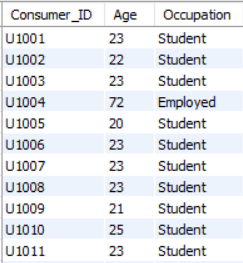 Consumer_ID Age Occupation
U1001 23 Student
U1002 22 Student
U1003 23 Student
U1004 72 Employed
U1005 20 Student
U1006 23 Student
U1007 23 Student
U1008 23 Student
U1009 21 Student
U1010 25 Student
U1011 23 Student